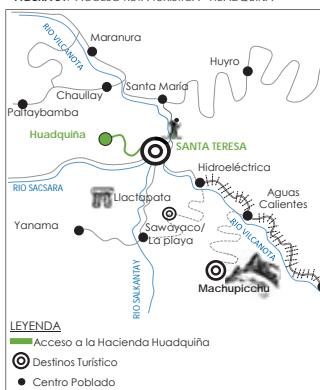 RIO VILCANOTA
Maranura
Huyro
Chaullay
Santa María
Paltaybamba
Huadquiña
SANTA TERESA
Hidroeléctrica
RIO SACSARA
Aguas
Calientes
Llactapata
Yanama
Sawayaco/
La playa
RIO VILCANOTA
RIO SALKANTAY
Machupicchu
LEYENDA
Acceso a la Hacienda Huadquiña
Destinos Turístico
Centro Poblado